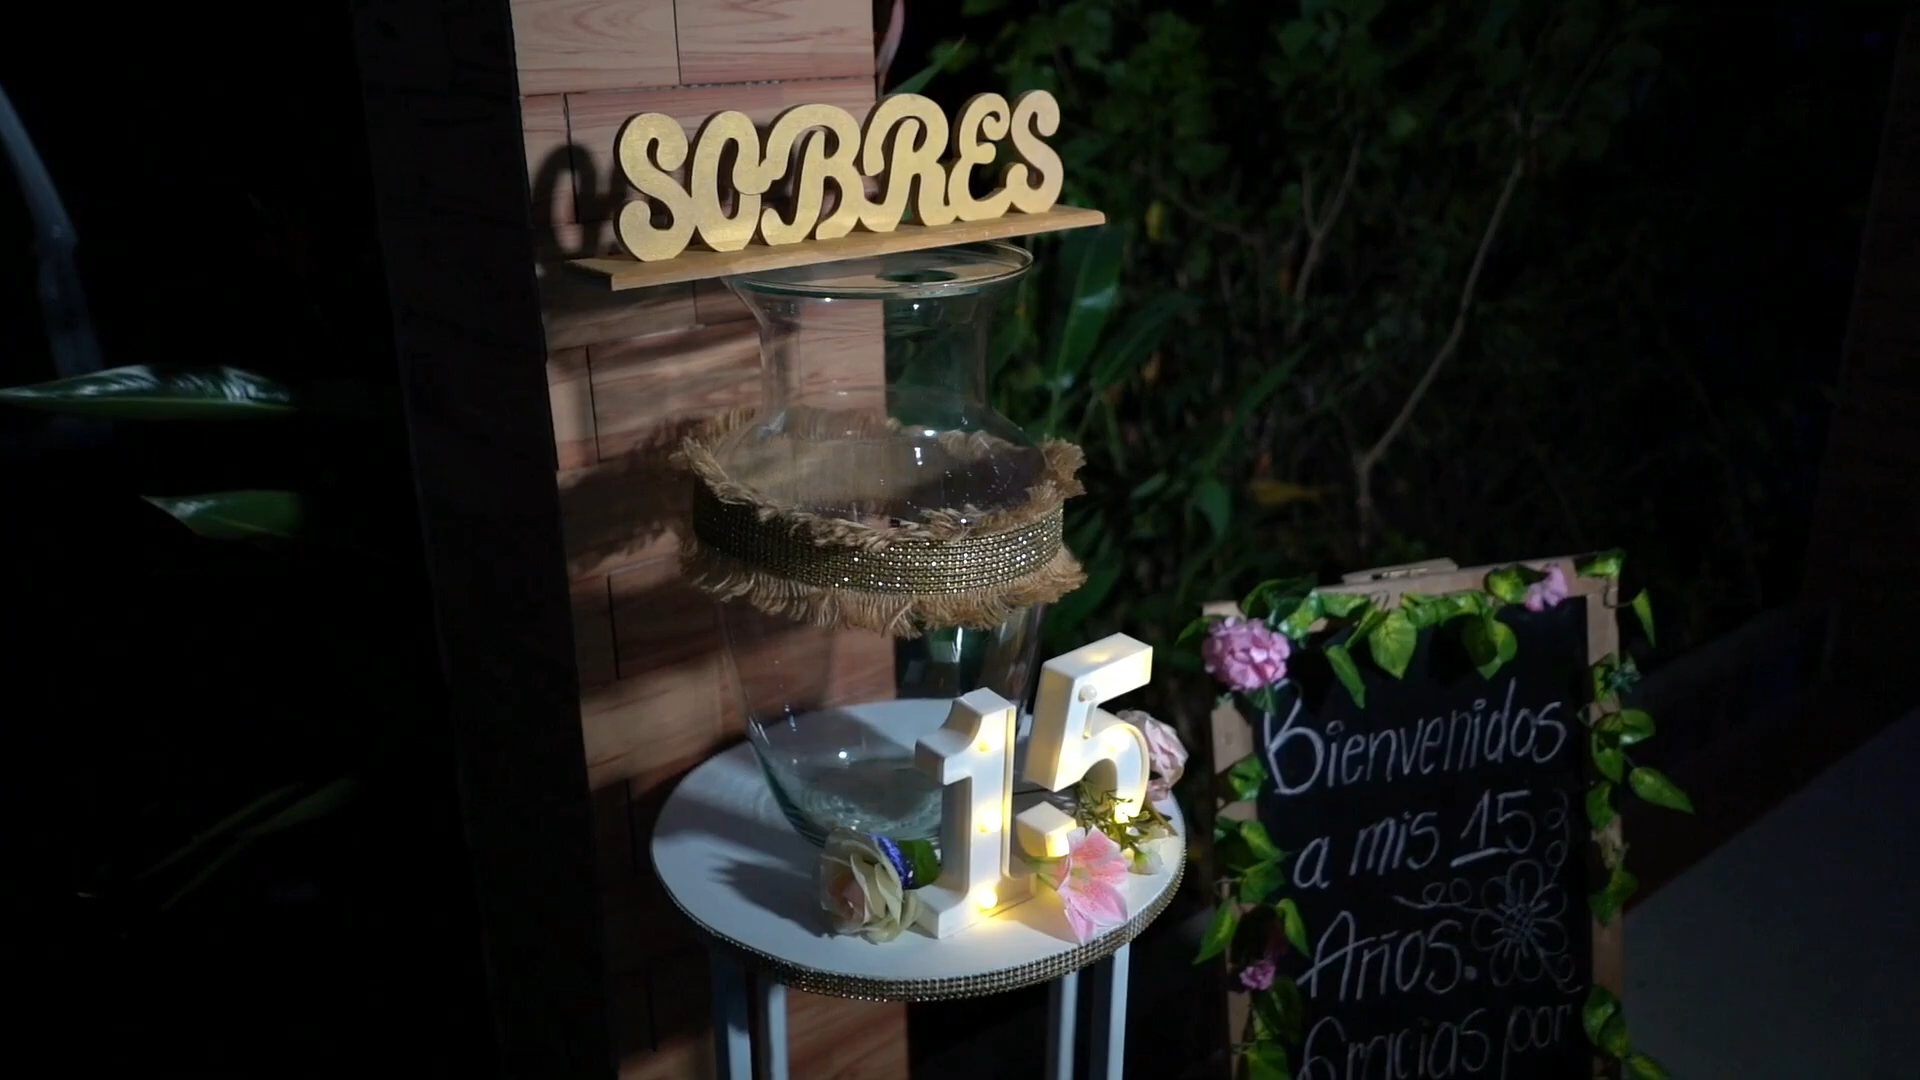 SOBRES
15
Bienvenidos
a mis 15
Años.
Gracias por